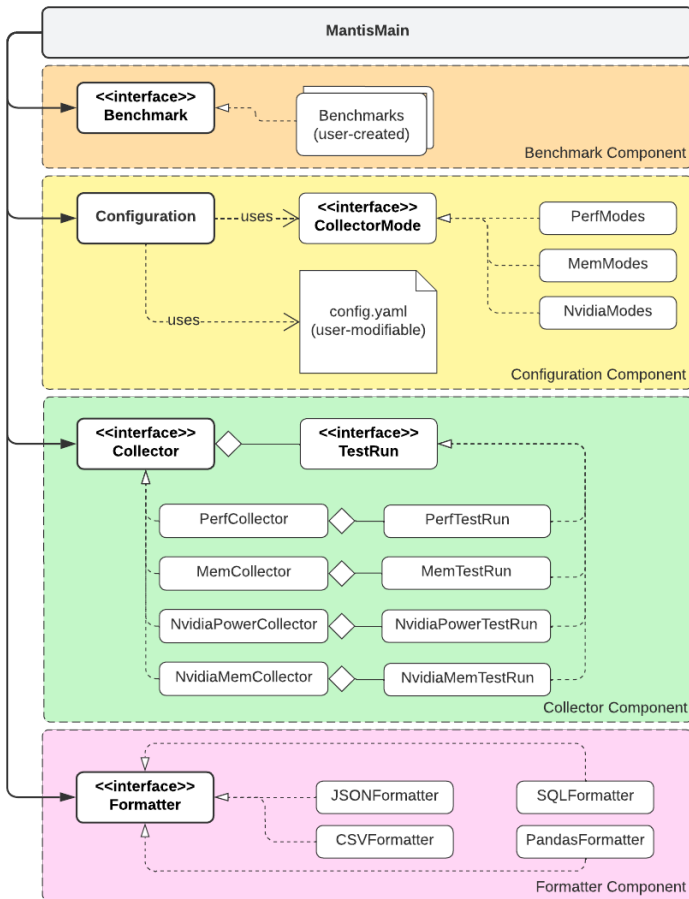 MantisMain
<<interface>>
Benchmark
Benchmarks
(user-created)
Benchmark Component
Configuration
uses
<<interface>>
CollectorMode
PerfModes
MemModes
NvidiaModes
uses
config.yaml
(user-modifiable)
Configuration Component
<<interface>>
Collector
<<interface>>
TestRun
PerfCollector
PerfTestRun
MemCollector
MemTestRun
NvidiaPowerCollector
NvidiaPowerTestRun
NvidiaMemCollector
NvidiaMemTestRun
Collector Component
<<interface>>
Formatter
JSONFormatter
SQLFormatter
CSVFormatter
PandasFormatter
Formatter Component